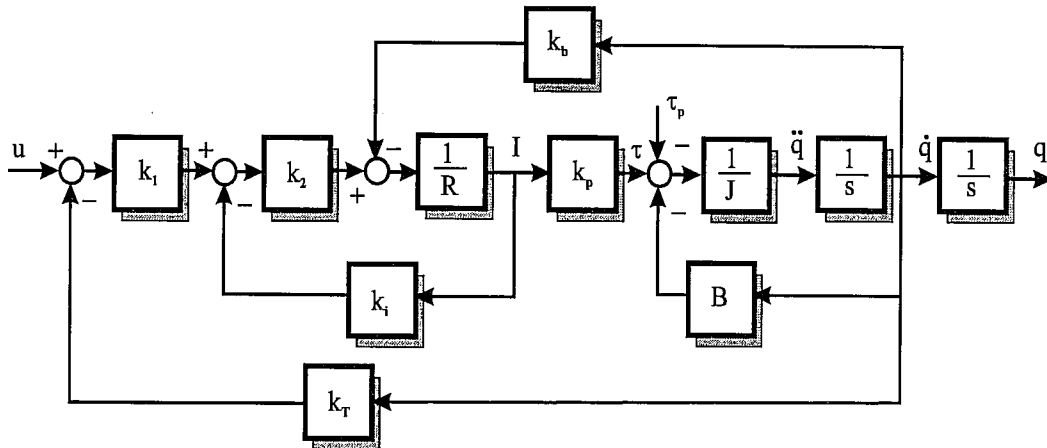 k_b
τ_p
u + k_1 + k_2 − 1/R I k_p τ − 1/J q̈ 1/s q̇ 1/s q
− − + −
k_i B
k_T